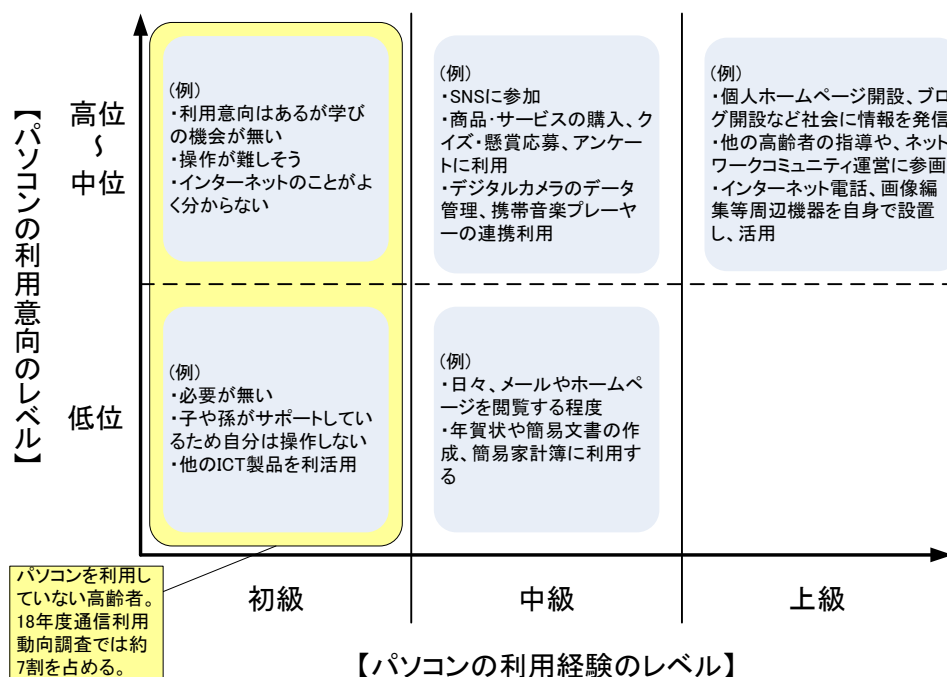 【パソコンの利用意向のレベル】
高位
～
中位
(例)
・利用意向はあるが学び
の機会が無い
・操作が難しそう
・インターネットのことがよ
く分からない
(例)
・SNSに参加
・商品・サービスの購入、ク
イズ・懸賞応募、アンケー
トに利用
・デジタルカメラのデータ
管理、携帯音楽プレーヤ
ーの連携利用
(例)
・個人ホームページ開設、ブロ
グ開設など社会に情報を発信
・他の高齢者の指導や、ネット
ワークコミュニティ運営に参画
・インターネット電話、画像編
集等周辺機器を自身で設置
し、活用
低位
(例)
・必要が無い
・子や孫がサポートしてい
るため自分は操作しない
・他のICT製品を利活用
(例)
・日々、メールやホームペ
ージを閲覧する程度
・年賀状や簡易文書の作
成、簡易家計簿に利用す
る
パソコンを利用し
ていない高齢者。
18年度通信利用
動向調査では約
7割を占める。
初級
中級
上級
【パソコンの利用経験のレベル】